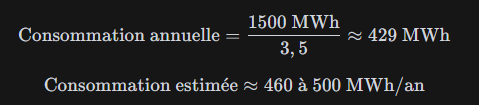 Consommation annuelle = 1500 MWh / 3,5 ≈ 429 MWh
Consommation estimée ≈ 460 à 500 MWh/an